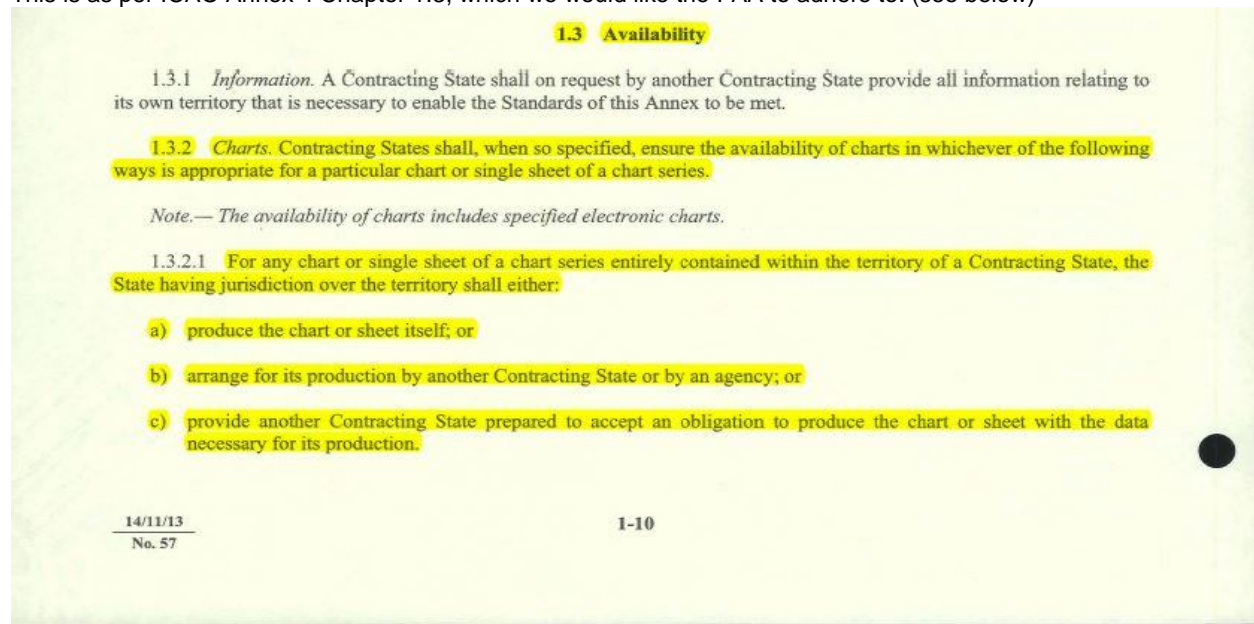 This is as per ICAO Annex 4 Chapter 1.3, which we would like the FAA to adhere to. (see below)
1.3 Availability
1.3.1 Information. A Contracting State shall on request by another Contracting State provide all information relating to
its own territory that is necessary to enable the Standards of this Annex to be met.
1.3.2 Charts. Contracting States shall, when so specified, ensure the availability of charts in whichever of the following
ways is appropriate for a particular chart or single sheet of a chart series.
Note.— The availability of charts includes specified electronic charts.
1.3.2.1 For any chart or single sheet of a chart series entirely contained within the territory of a Contracting State, the
State having jurisdiction over the territory shall either:
a) produce the chart or sheet itself; or
b) arrange for its production by another Contracting State or by an agency; or
c) provide another Contracting State prepared to accept an obligation to produce the chart or sheet with the data
necessary for its production.
14/11/13
No. 57
1-10